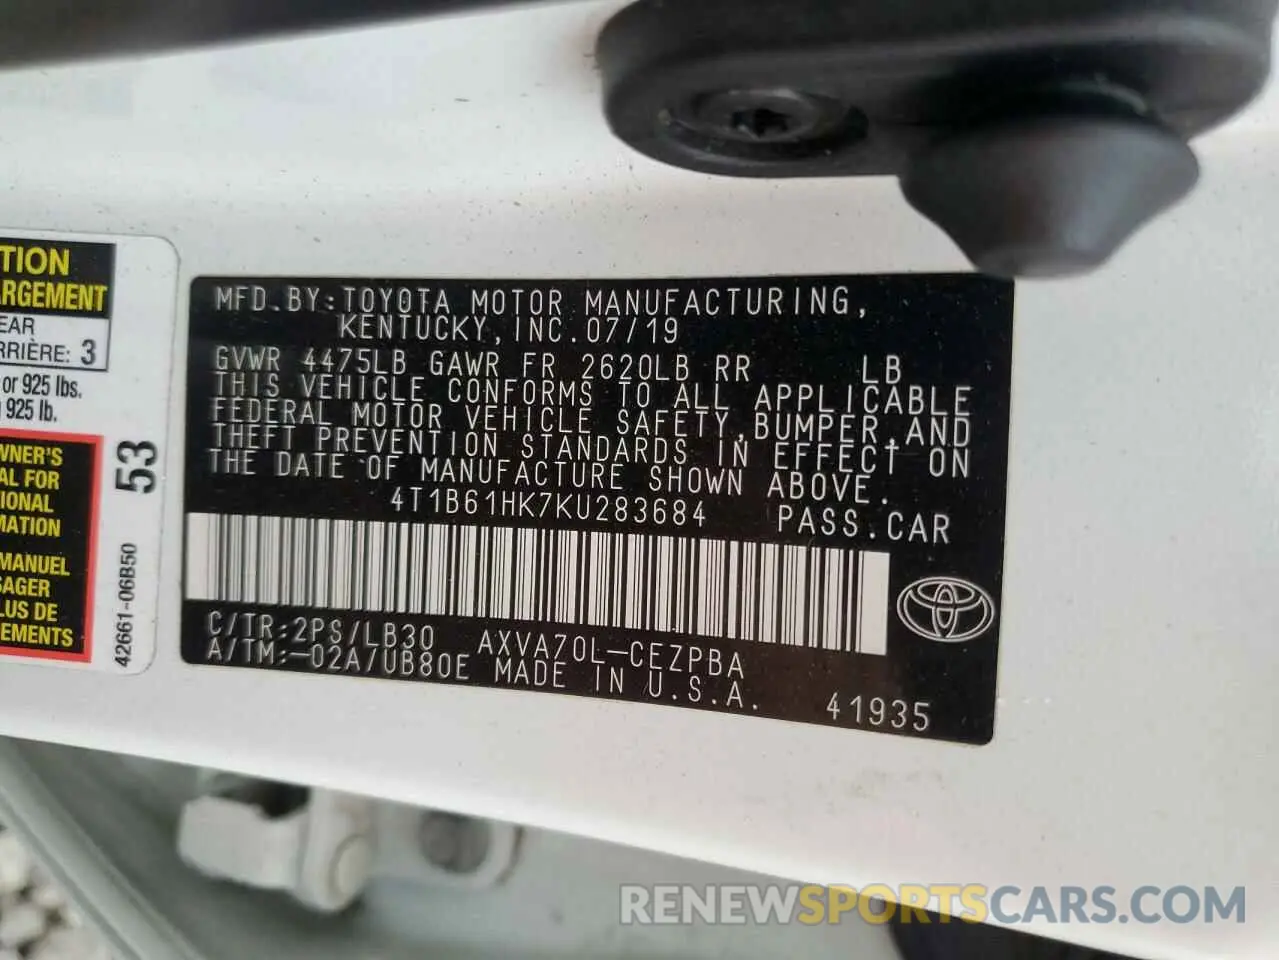 TION
ARGEMENT
EAR
RRIÈRE: 3
or 925 lbs.
925 lb.
WNER'S
AL FOR
IONAL
MATION
MANUEL
SAGER
LUS DE
EMENTS
53
42661-06B50
MFD.BY:TOYOTA MOTOR MANUFACTURING,
KENTUCKY,INC.07/19
GVWR 4475LB GAWR FR 2620LB RR LB
THIS VEHICLE CONFORMS TO ALL APPLICABLE
FEDERAL MOTOR VEHICLE SAFETY,BUMPER,AND
THEFT PREVENTION STANDARDS IN EFFECT ON
THE DATE OF MANUFACTURE SHOWN ABOVE.
4T1B61HK7KU283684 PASS.CAR
C/TR:2PS/LB30 AXVA70L-CEZPBA
A/TM:-02A/UB80E MADE IN U.S.A.
41935
RENEWSPORTSCARS.COM